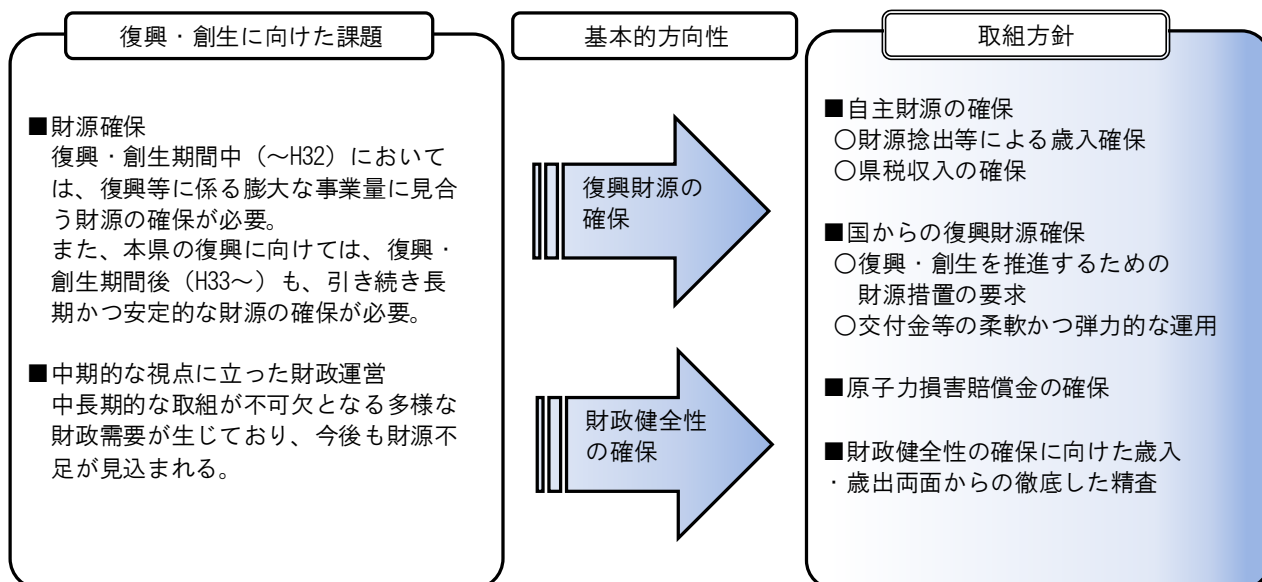 復興・創生に向けた課題
■財源確保
復興・創生期間中（～H32）において
は、復興等に係る膨大な事業量に見合
う財源の確保が必要。
また、本県の復興に向けては、復興・
創生期間後（H33～）も、引き続き長
期かつ安定的な財源の確保が必要。
■中期的な視点に立った財政運営
中長期的な取組が不可欠となる多様な
財政需要が生じており、今後も財源不
足が見込まれる。
基本的方向性
復興財源の
確保
財政健全性
の確保
取組方針
■自主財源の確保
○財源捻出等による歳入確保
○県税収入の確保
■国からの復興財源確保
○復興・創生を推進するための
財源措置の要求
○交付金等の柔軟かつ弾力的な運用
■原子力損害賠償金の確保
■財政健全性の確保に向けた歳入
・歳出両面からの徹底した精査